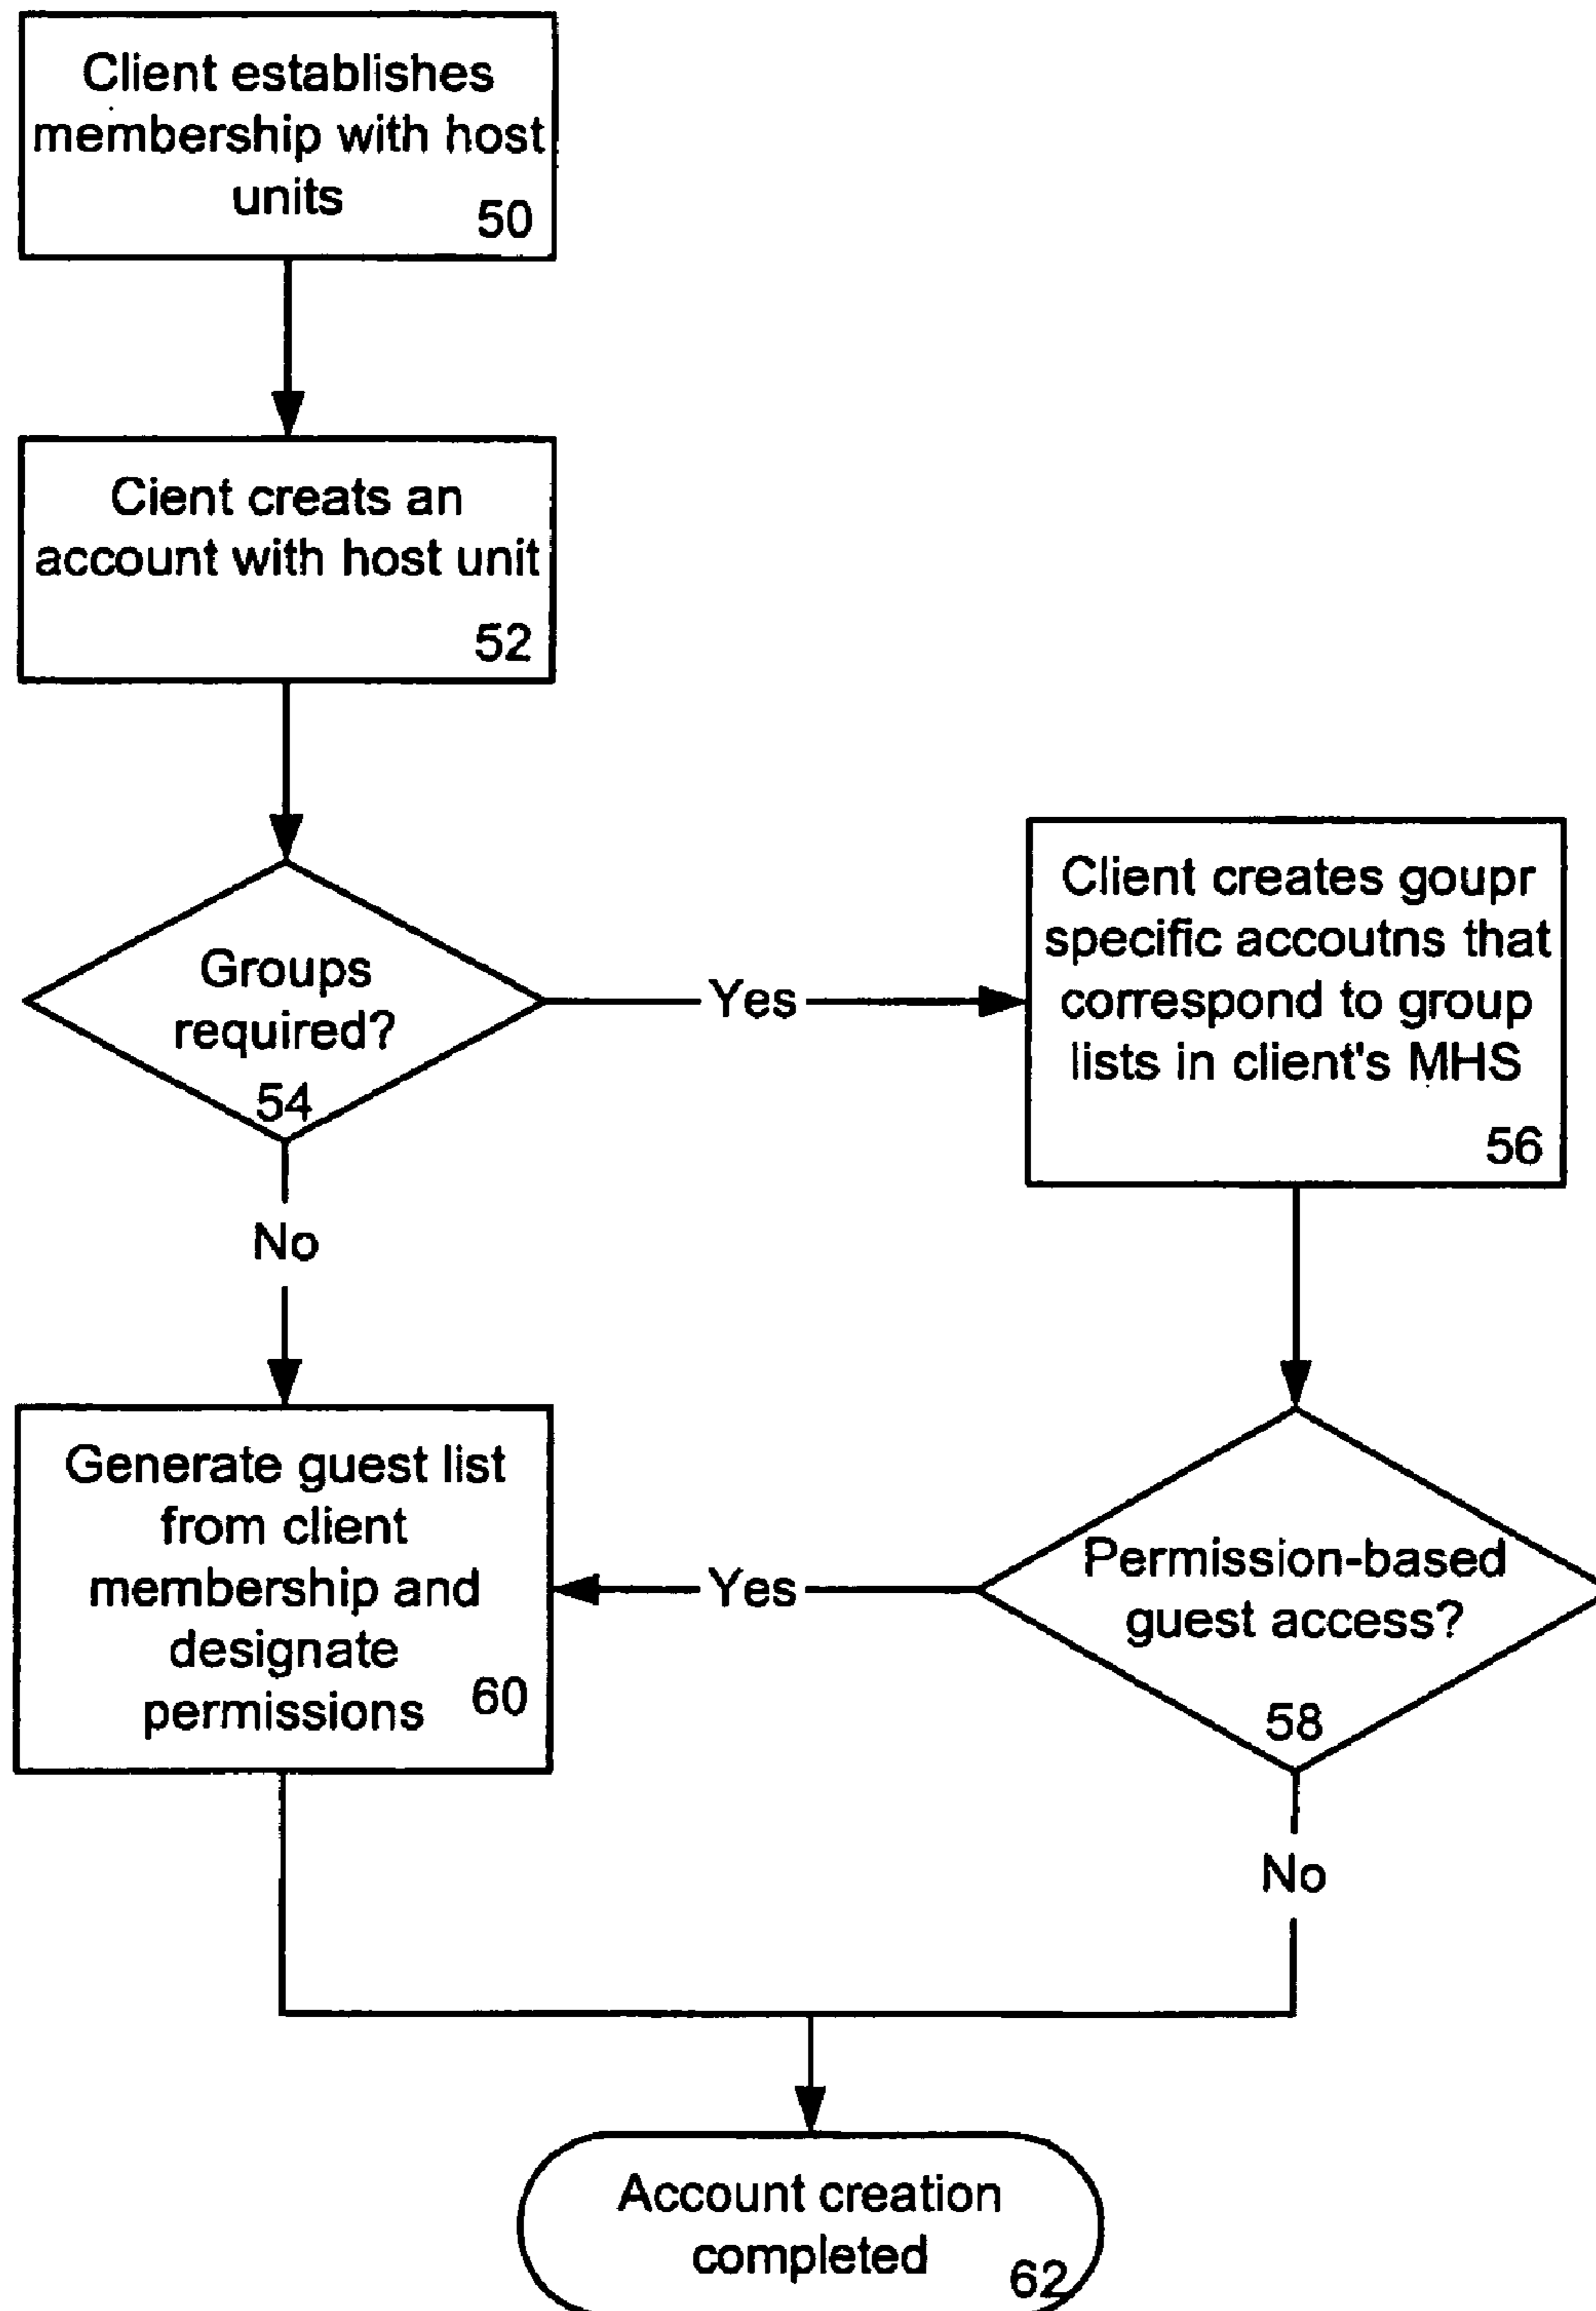 Client establishes
membership with host
units
50
Cient creats an
account with host unit
52
Groups
required?
54
Yes
No
Client creates goupr
specific accoutns that
correspond to group
lists in client's MHS
56
Permission-based
guest access?
58
Yes
No
Generate guest list
from client
membership and
designate
permissions
60
Account creation
completed
62